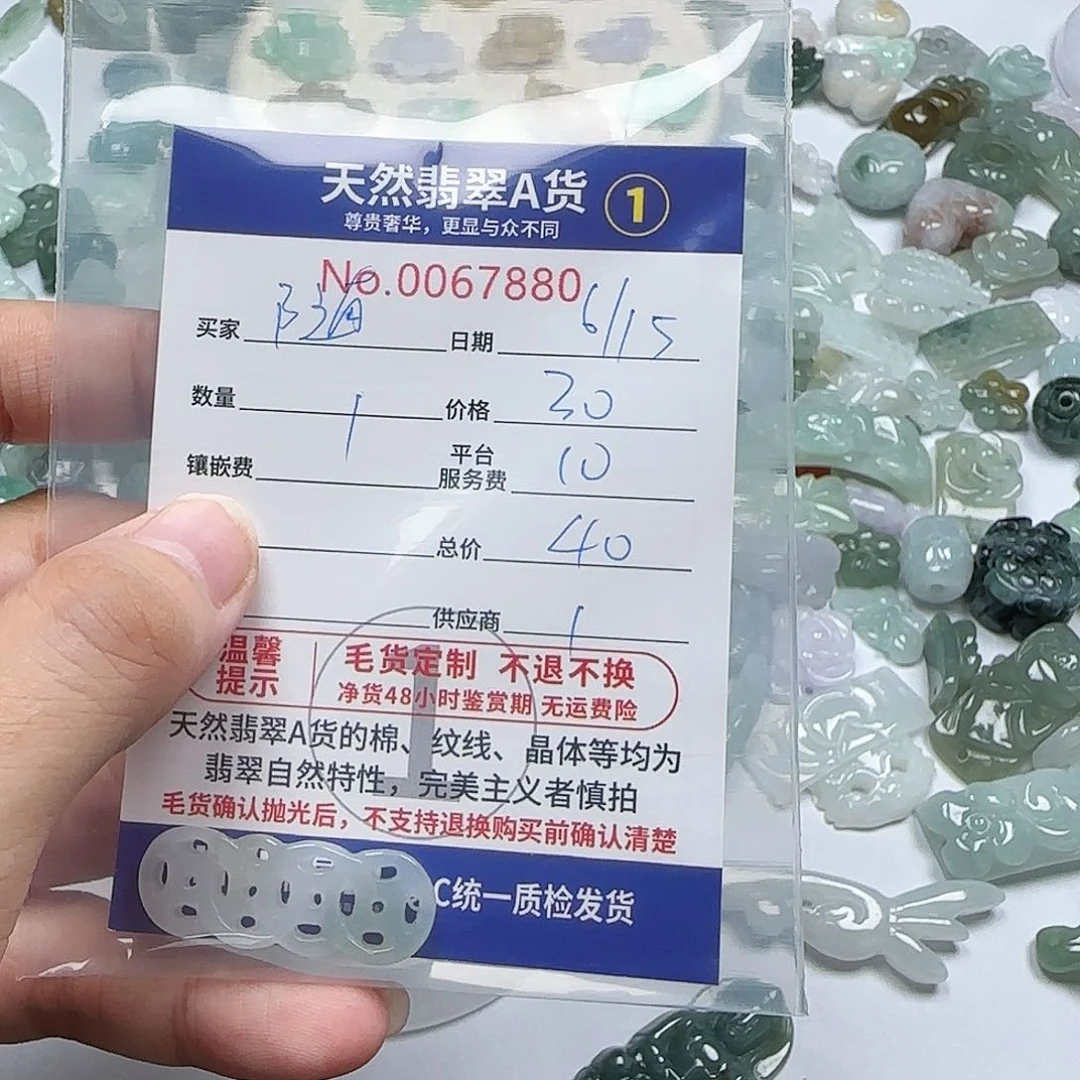 天然翡翠A货 1
尊贵奢华，更显与众不同
No.0067880
买家 日期 6/15
数量 1 价格 30
镶嵌费 平台服务费 10
总价 40
供应商 1
温馨提示
毛货定制 不退不换
净货48小时鉴赏期 无运费险
天然翡翠A货的棉、纹线、晶体等均为
翡翠自然特性，完美主义者慎拍
毛货确认抛光后，不支持退换购买前确认清楚
C统一质检发货